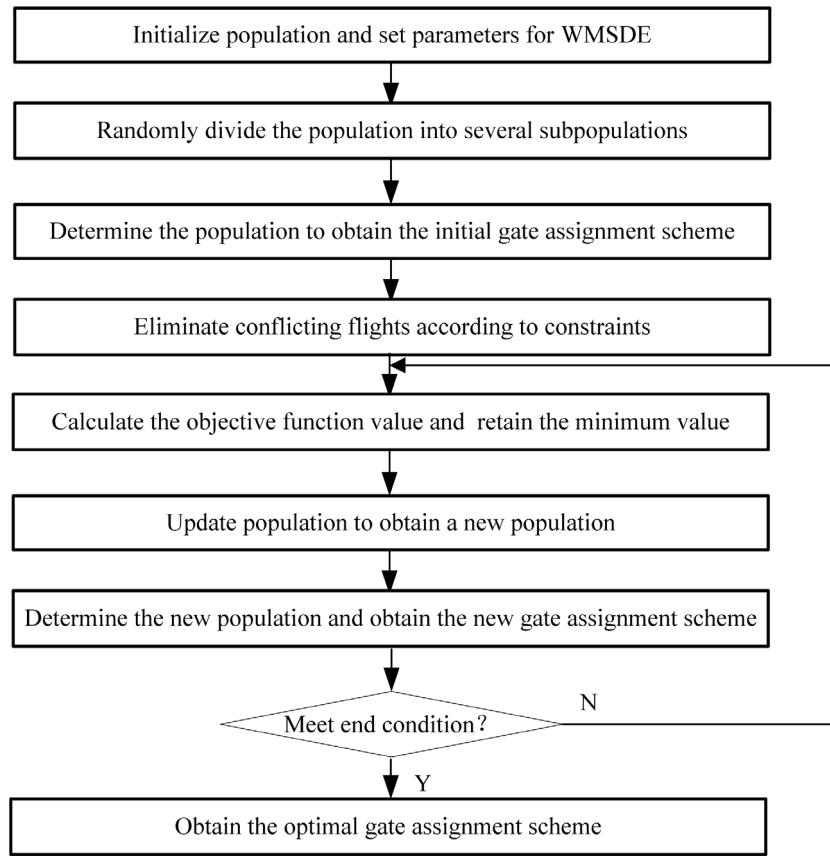 Initialize population and set parameters for WMSDE
Randomly divide the population into several subpopulations
Determine the population to obtain the initial gate assignment scheme
Eliminate conflicting flights according to constraints
Calculate the objective function value and retain the minimum value
Update population to obtain a new population
Determine the new population and obtain the new gate assignment scheme
Meet end condition?
N
Y
Obtain the optimal gate assignment scheme